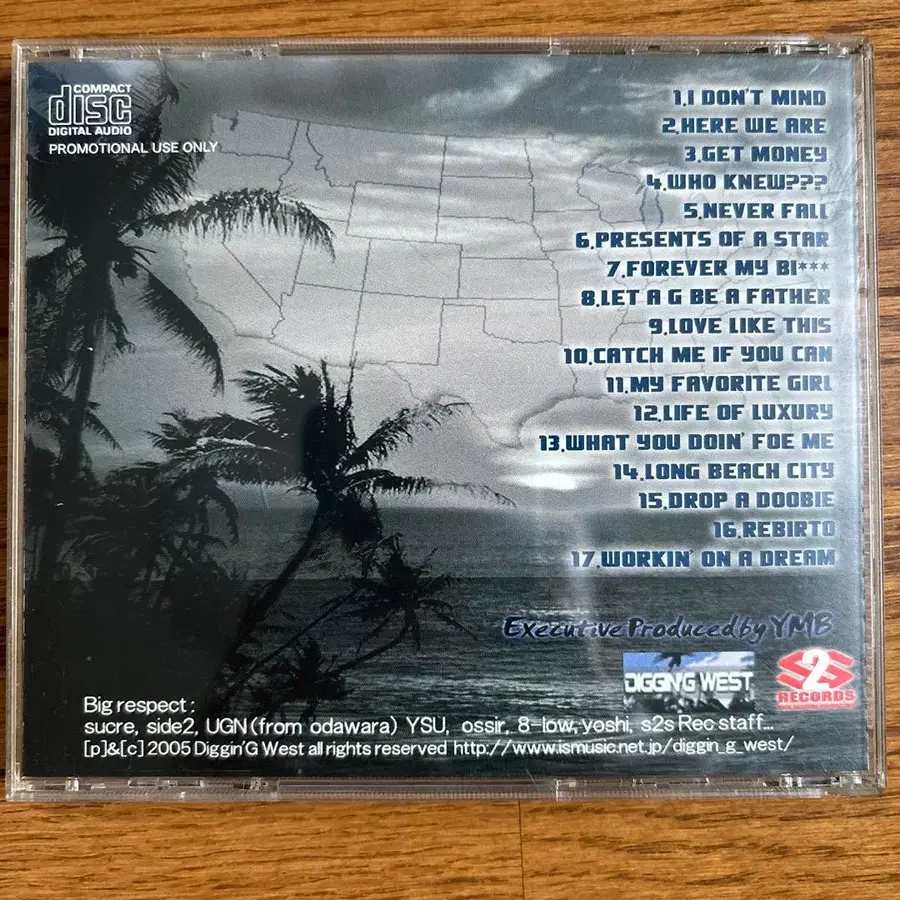 COMPACT
disc
DIGITAL AUDIO
PROMOTIONAL USE ONLY
1.I DON'T MIND
2.HERE WE ARE
3.GET MONEY
4.WHO KNEW???
5.NEVER FALL
6.PRESENTS OF A STAR
7.FOREVER MY BI***
8.LET A G BE A FATHER
9.LOVE LIKE THIS
10.CATCH ME IF YOU CAN
11.MY FAVORITE GIRL
12.LIFE OF LUXURY
13.WHAT YOU DOIN' FOE ME
14.LONG BEACH CITY
15.DROP A DOOBIE
16.REBIRTO
17.WORKIN' ON A DREAM
Executive Produced by YMB
DIGGIN'G WEST
S2S
RECORDS
Big respect :
sucre, side2, UGN(from odawara) YSU, ossir, 8-low, yoshi, s2s Rec staff...
[p]&[c] 2005 Diggin'G West all rights reserved http://www.ismusic.net.jp/diggin_g_west/